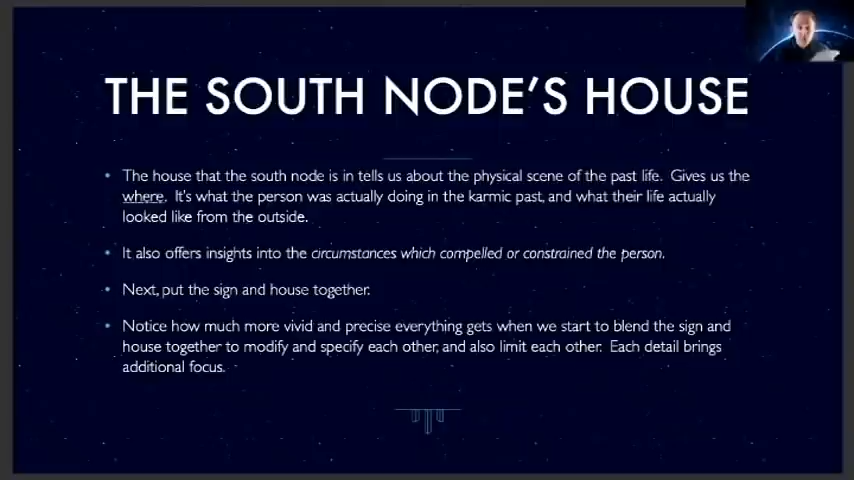 THE SOUTH NODE'S HOUSE
• The house that the south node is in tells us about the physical scene of the past life. Gives us the
where. It's what the person was actually doing in the karmic past, and what their life actually
looked like from the outside.
• It also offers insights into the circumstances which compelled or constrained the person.
• Next, put the sign and house together.
• Notice how much more vivid and precise everything gets when we start to blend the sign and
house together to modify and specify each other, and also limit each other. Each detail brings
additional focus.